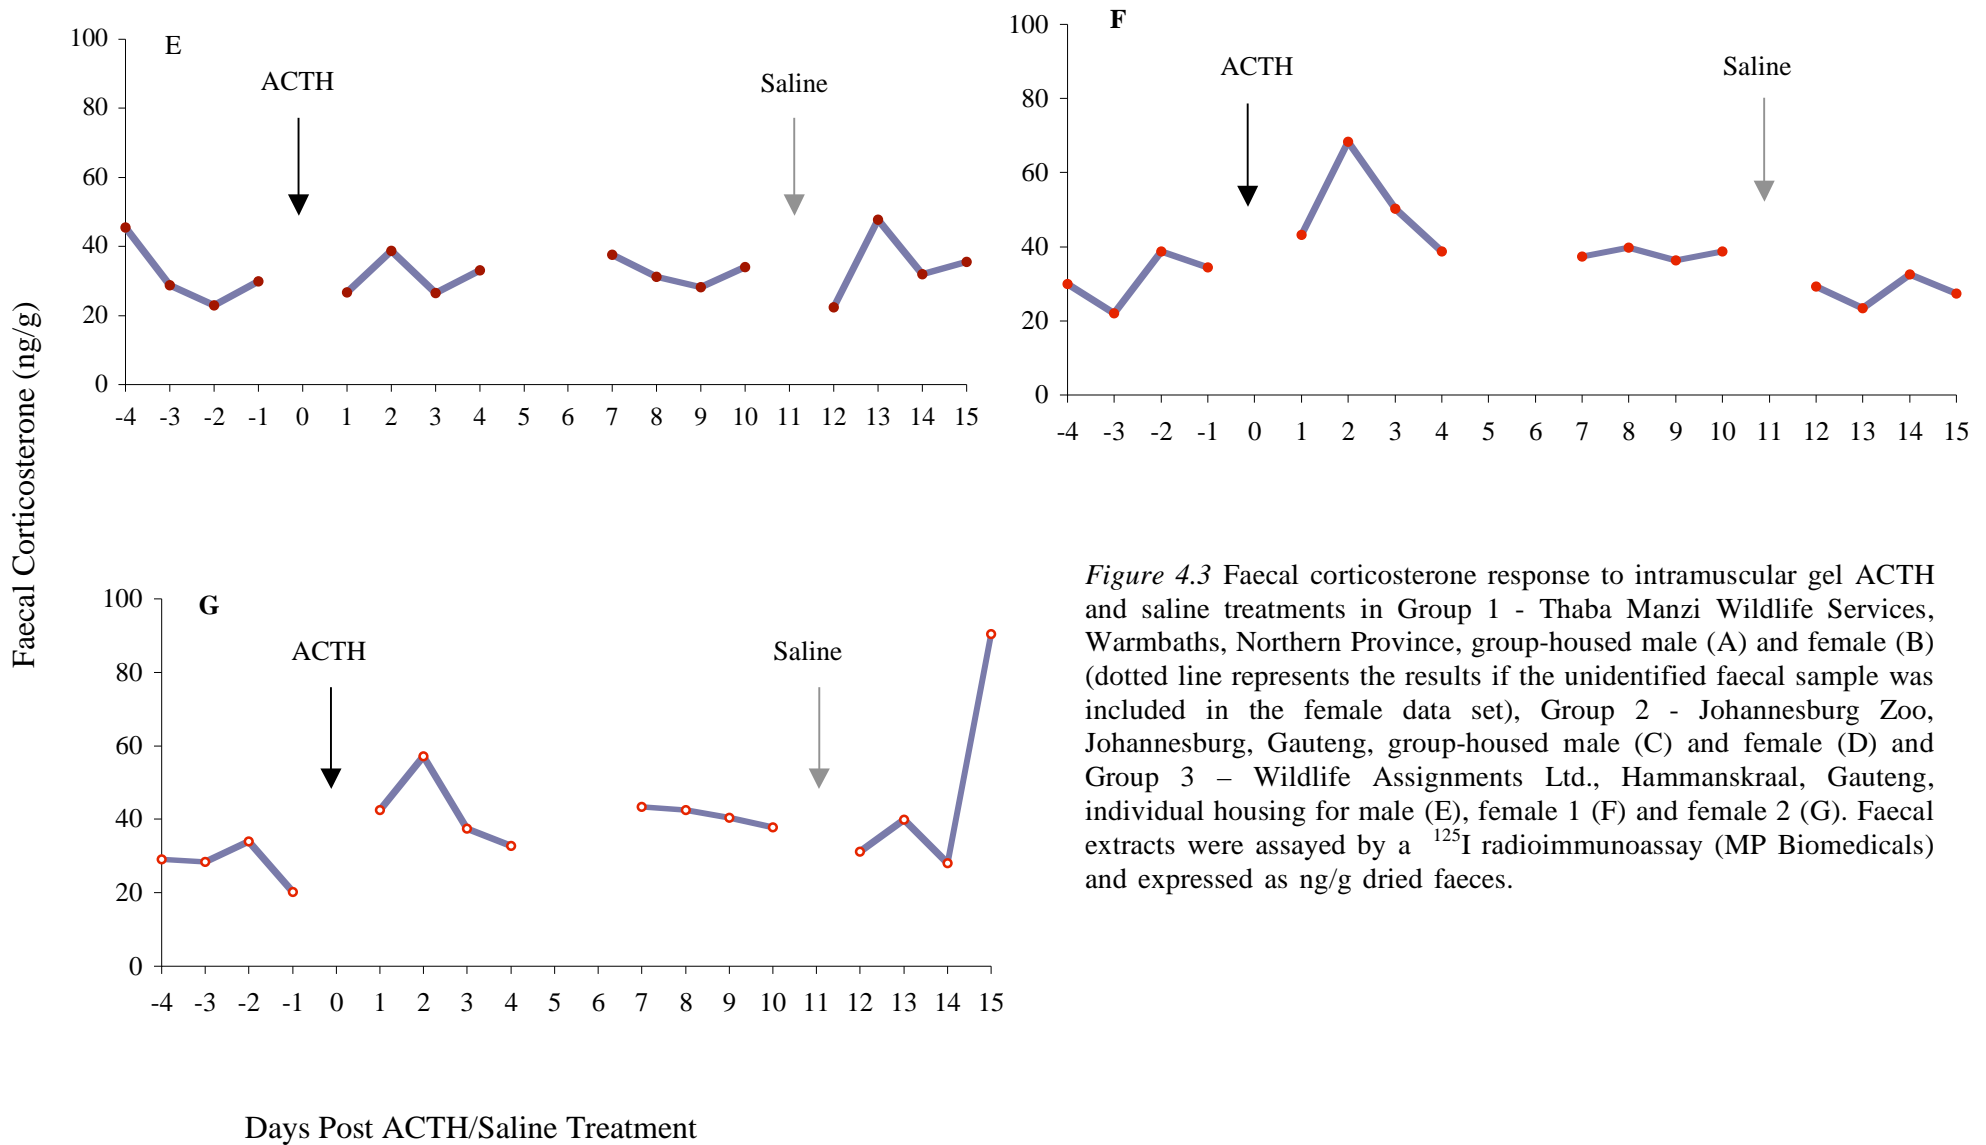 E
ACTH
Saline
100
80
60
40
20
0
-4 -3 -2 -1 0 1 2 3 4 5 6 7 8 9 10 11 12 13 14 15
F
ACTH
Saline
100
80
60
40
20
0
-4 -3 -2 -1 0 1 2 3 4 5 6 7 8 9 10 11 12 13 14 15
Faecal Corticosterone (ng/g)
G
ACTH
Saline
100
80
60
40
20
0
-4 -3 -2 -1 0 1 2 3 4 5 6 7 8 9 10 11 12 13 14 15
Days Post ACTH/Saline Treatment
Figure 4.3 Faecal corticosterone response to intramuscular gel ACTH
and saline treatments in Group 1 - Thaba Manzi Wildlife Services,
Warmbaths, Northern Province, group-housed male (A) and female (B)
(dotted line represents the results if the unidentified faecal sample was
included in the female data set), Group 2 - Johannesburg Zoo,
Johannesburg, Gauteng, group-housed male (C) and female (D) and
Group 3 – Wildlife Assignments Ltd., Hammanskraal, Gauteng,
individual housing for male (E), female 1 (F) and female 2 (G). Faecal
extracts were assayed by a ¹²⁵I radioimmunoassay (MP Biomedicals)
and expressed as ng/g dried faeces.